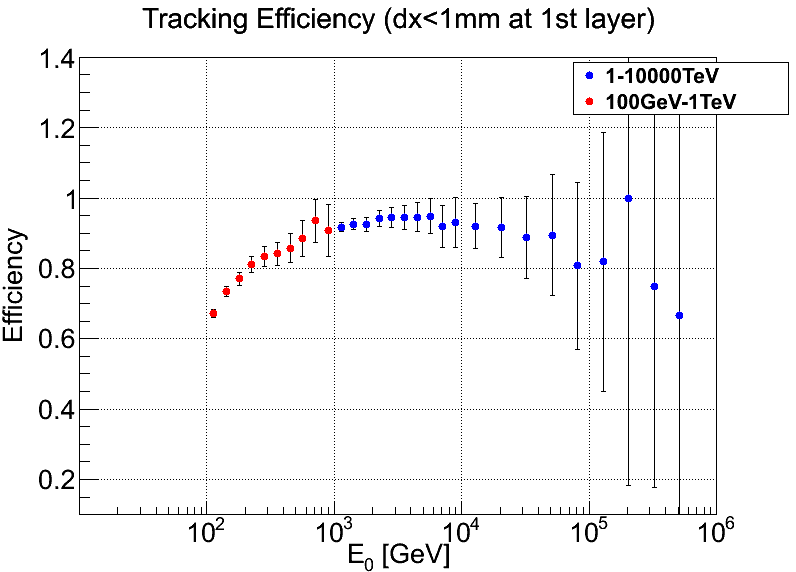 Tracking Efficiency (dx<1mm at 1st layer)
1-10000TeV
100GeV-1TeV
Efficiency
1.4
1.2
1
0.8
0.6
0.4
0.2
10²
10³
10⁴
10⁵
10⁶
E₀ [GeV]